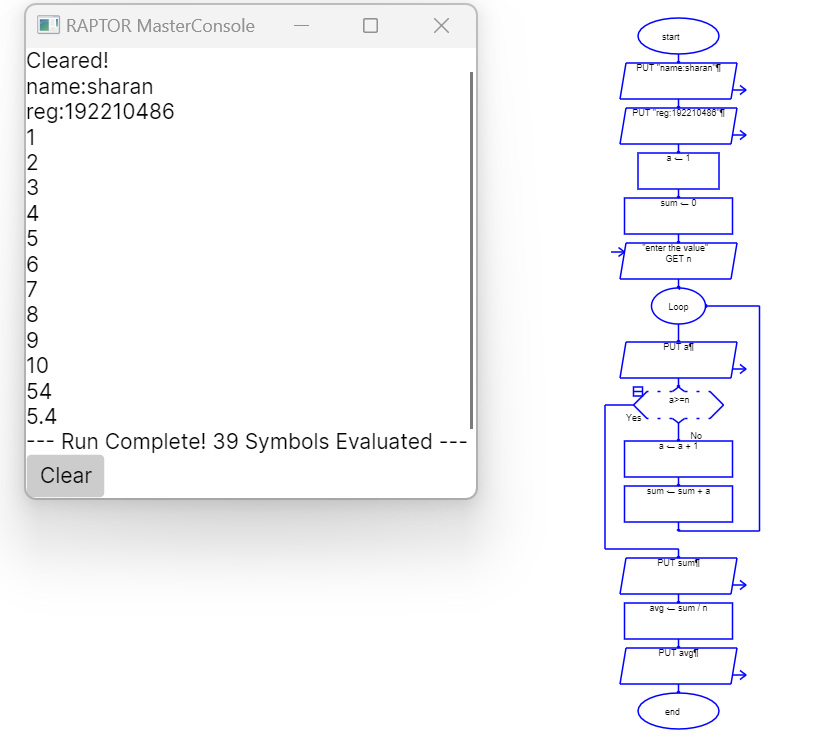 RAPTOR MasterConsole
Cleared!
name:sharan
reg:192210486
1
2
3
4
5
6
7
8
9
10
54
5.4
--- Run Complete! 39 Symbols Evaluated ---
Clear
start
PUT "name:sharan"¶
PUT "reg:192210486"¶
a ← 1
sum ← 0
"enter the value"
GET n
Loop
PUT a¶
a>=n
Yes
No
a ← a + 1
sum ← sum + a
PUT sum¶
avg ← sum / n
PUT avg¶
end